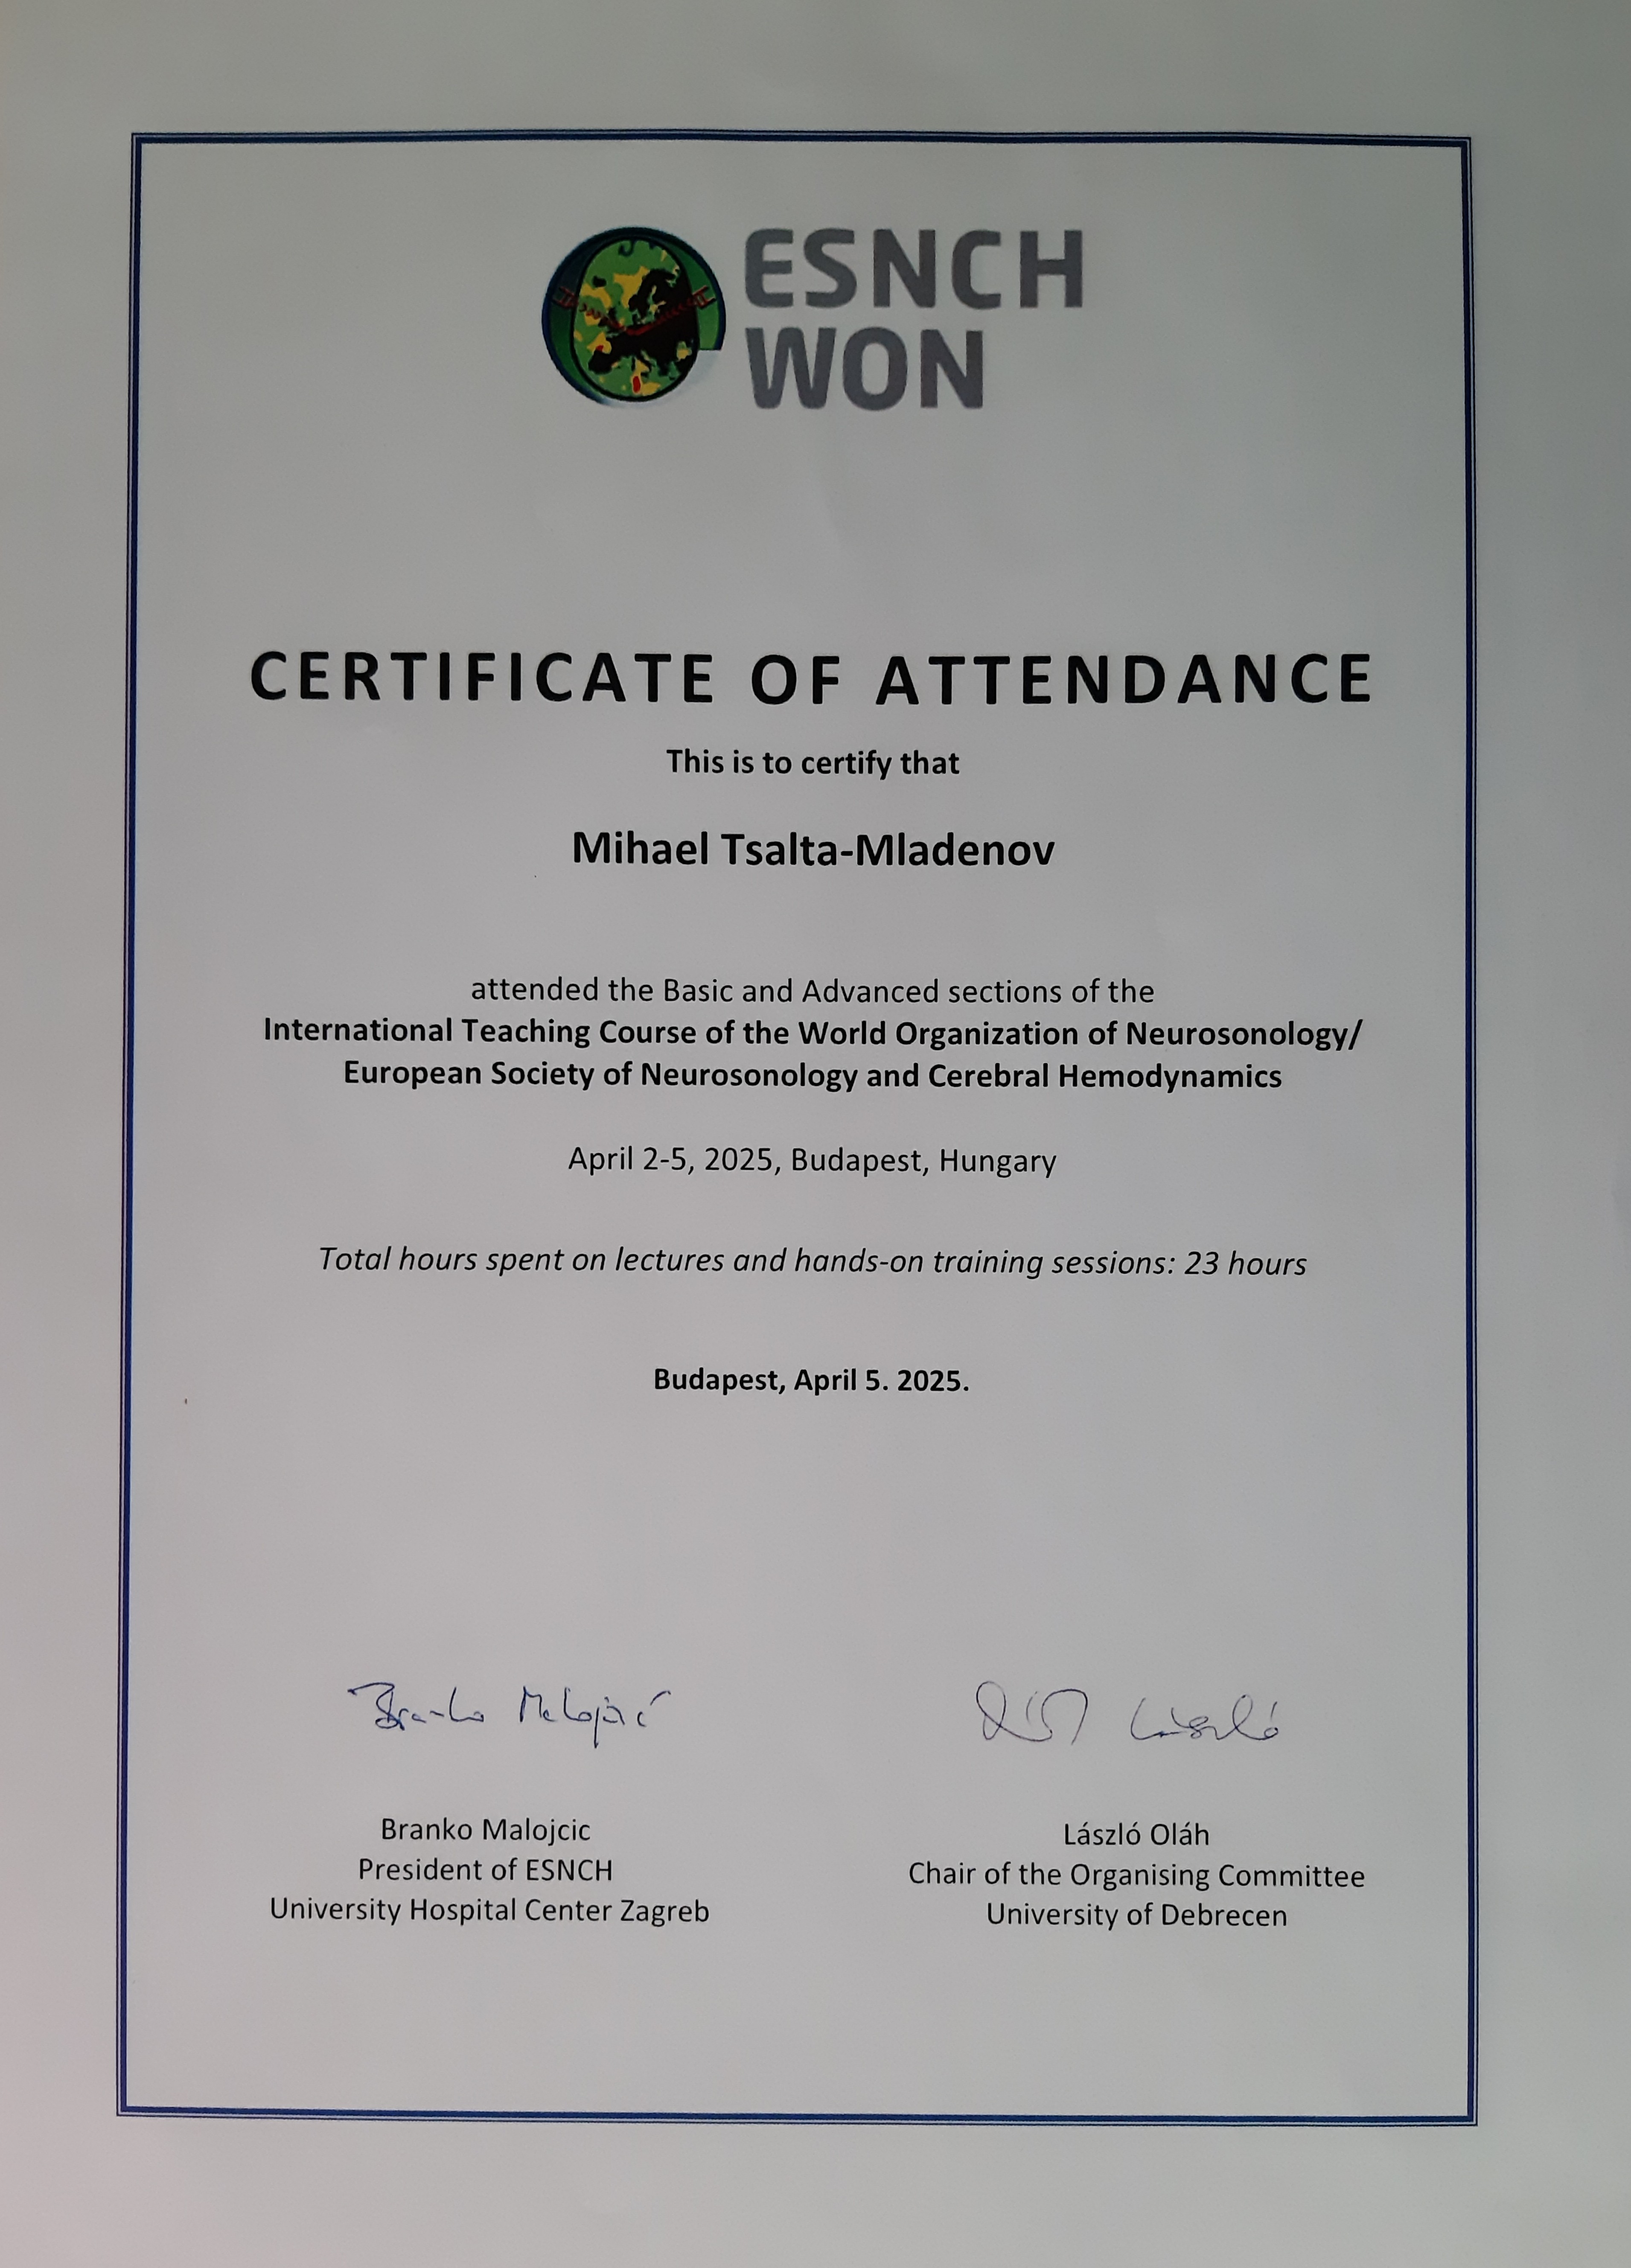 ESNCH
WON
CERTIFICATE OF ATTENDANCE
This is to certify that
Mihael Tsalta-Mladenov
attended the Basic and Advanced sections of the
International Teaching Course of the World Organization of Neurosonology/
European Society of Neurosonology and Cerebral Hemodynamics
April 2-5, 2025, Budapest, Hungary
Total hours spent on lectures and hands-on training sessions: 23 hours
Budapest, April 5. 2025.
Branko Malojčić
László
Branko Malojcic
President of ESNCH
University Hospital Center Zagreb
László Oláh
Chair of the Organising Committee
University of Debrecen